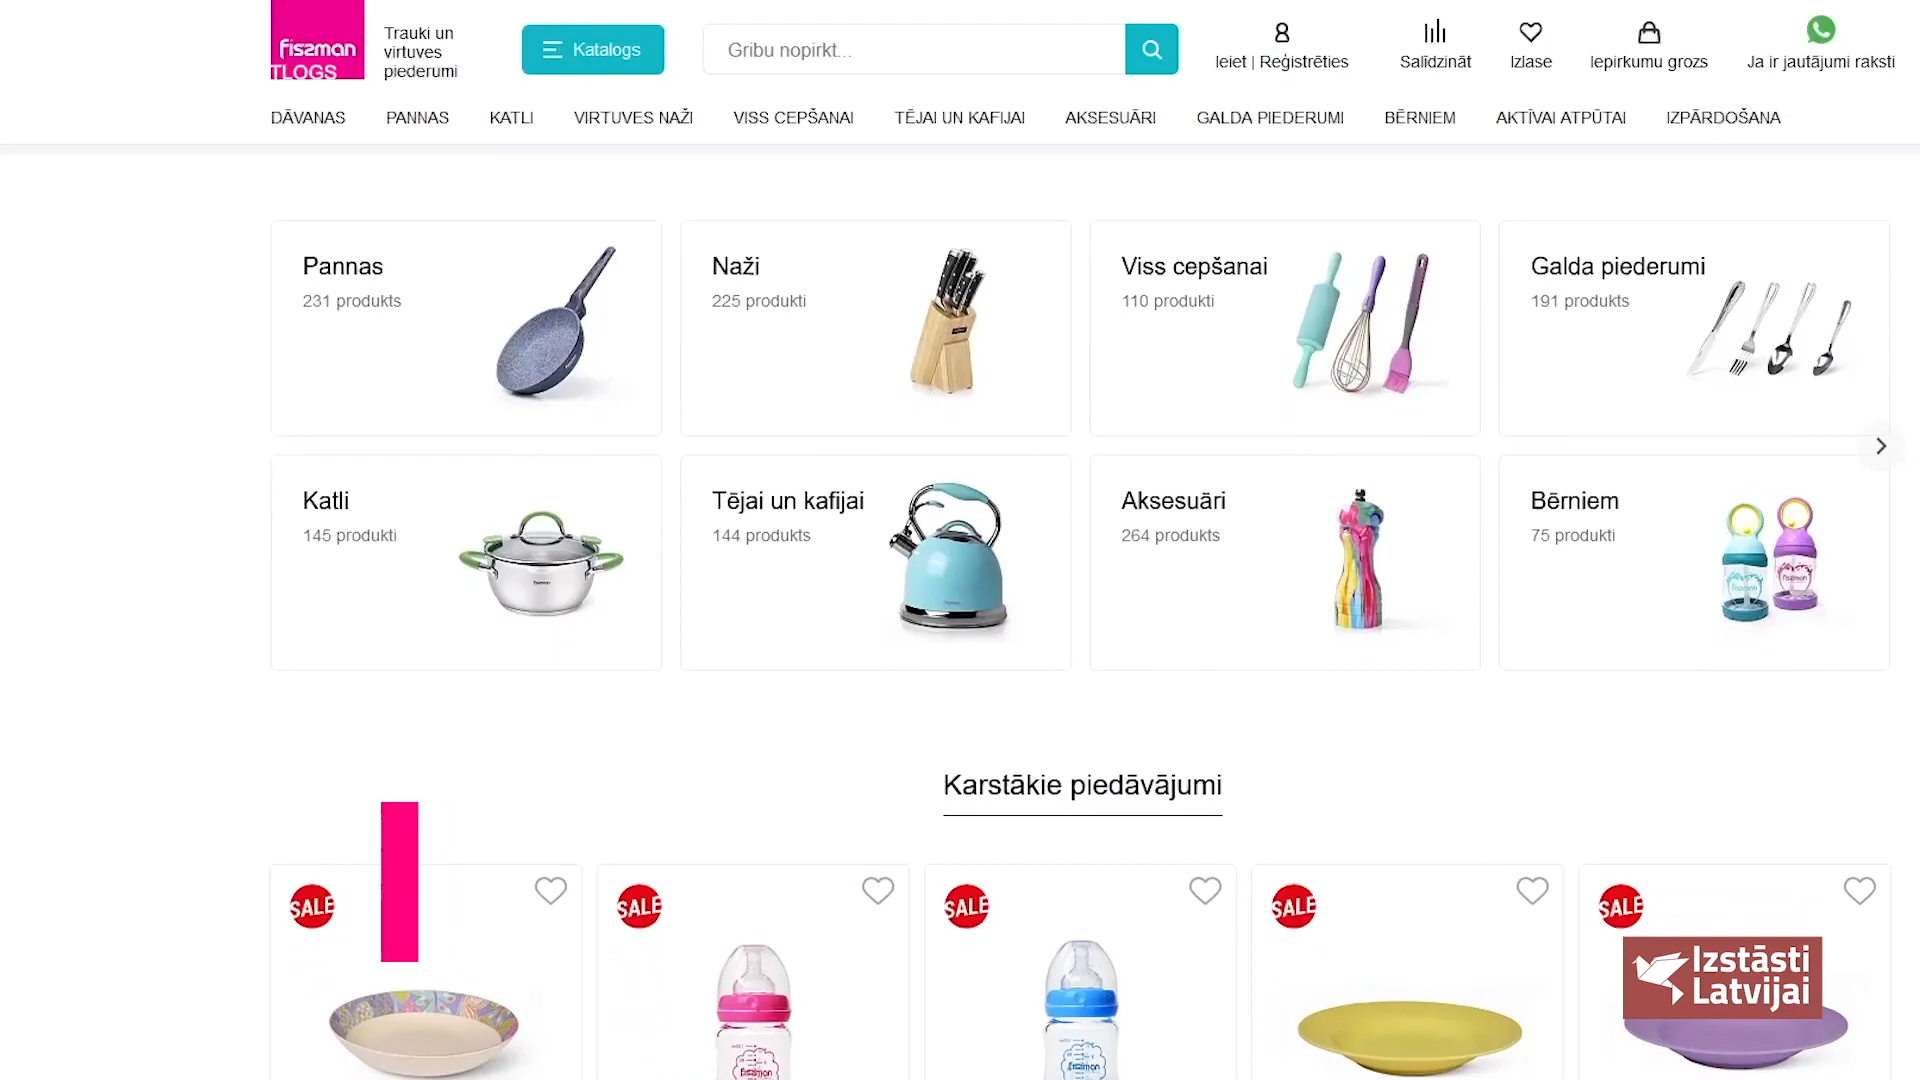 fissman
TLOGS
Trauki un
virtuves
piederumi
Katalogs
Gribu nopirkt...
Ieiet | Reģistrēties
Salīdzināt
Izlase
Iepirkumu grozs
Ja ir jautājumi raksti
DĀVANAS
PANNAS
KATLI
VIRTUVES NAŽI
VISS CEPŠANAI
TĒJAI UN KAFIJAI
AKSESUĀRI
GALDA PIEDERUMI
BĒRNIEM
AKTĪVAI ATPŪTAI
IZPĀRDOŠANA
Pannas
231 produkts
Naži
225 produkti
Viss cepšanai
110 produkti
Galda piederumi
191 produkts
Katli
145 produkti
Tējai un kafijai
144 produkts
Aksesuāri
264 produkts
Bērniem
75 produkti
Karstākie piedāvājumi
SALE
SALE
SALE
SALE
SALE
fissman
fissman
Izstāsti
Latvijai